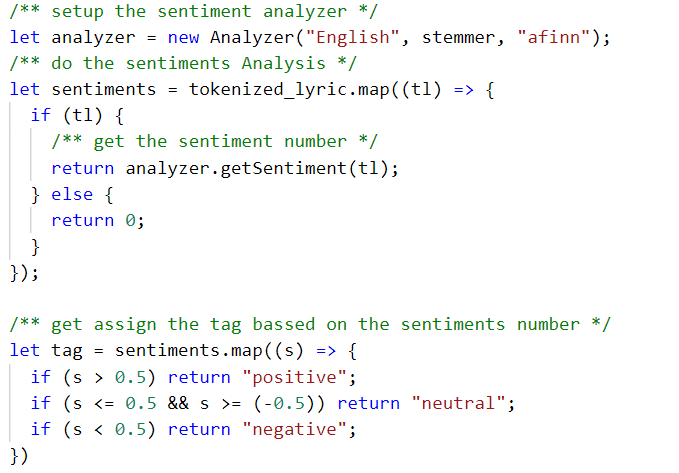 /** setup the sentiment analyzer */
let analyzer = new Analyzer("English", stemmer, "afinn");
/** do the sentiments Analysis */
let sentiments = tokenized_lyric.map((tl) => {
  if (tl) {
    /** get the sentiment number */
    return analyzer.getSentiment(tl);
  } else {
    return 0;
  }
});

/** get assign the tag bassed on the sentiments number */
let tag = sentiments.map((s) => {
  if (s > 0.5) return "positive";
  if (s <= 0.5 && s >= (-0.5)) return "neutral";
  if (s < 0.5) return "negative";
})